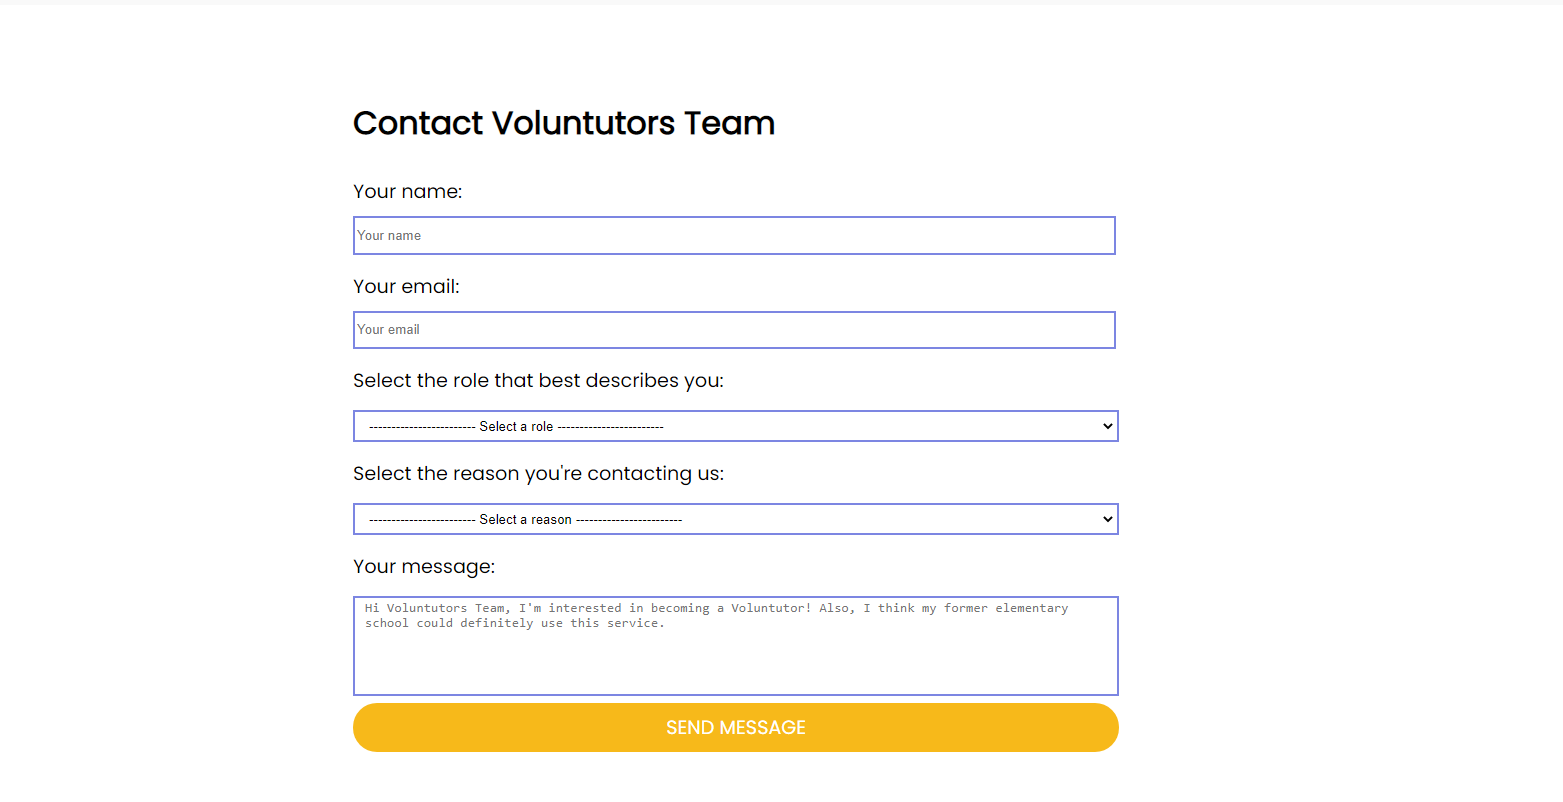 Contact Voluntutors Team
Your name:
Your name
Your email:
Your email
Select the role that best describes you:
------------------------ Select a role ------------------------
Select the reason you're contacting us:
------------------------ Select a reason ------------------------
Your message:
Hi Voluntutors Team, I'm interested in becoming a Voluntutor! Also, I think my former elementary
school could definitely use this service.
SEND MESSAGE